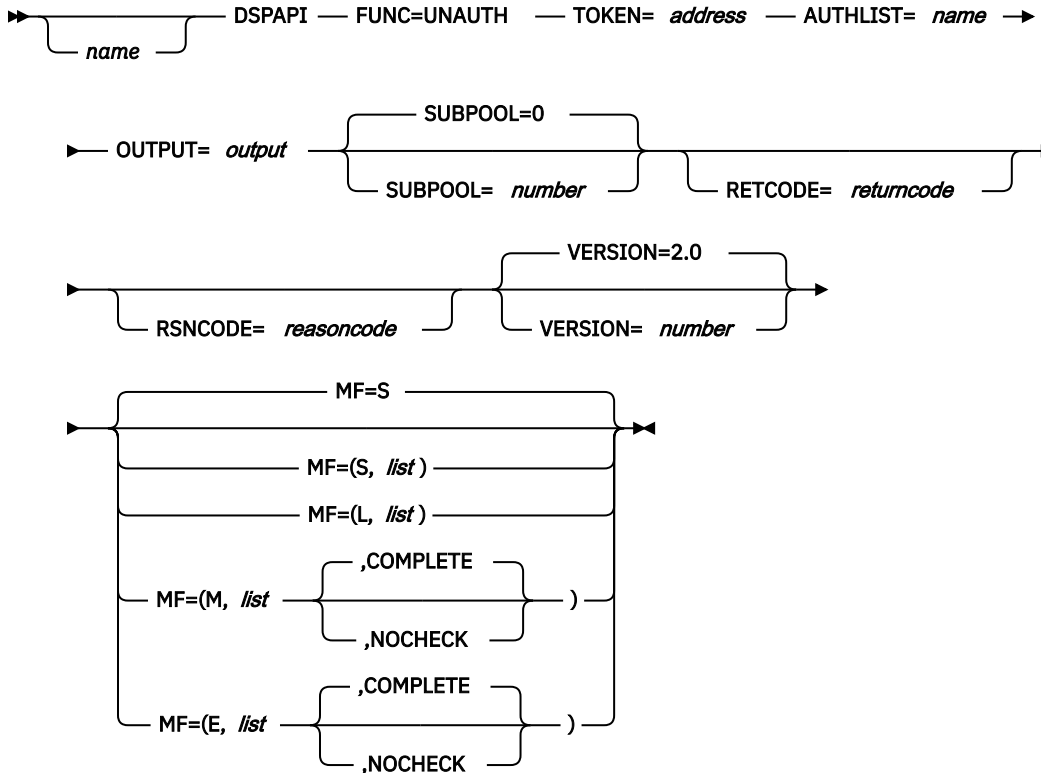 DSPAPI FUNC=UNAUTH TOKEN= address AUTHLIST= name
name
SUBPOOL=0
OUTPUT= output
SUBPOOL= number
RETCODE= returncode
VERSION=2.0
RSNCODE= reasoncode
VERSION= number
MF=S
MF=(S, list )
MF=(L, list )
,COMPLETE
MF=(M, list )
,NOCHECK
,COMPLETE
MF=(E, list )
,NOCHECK